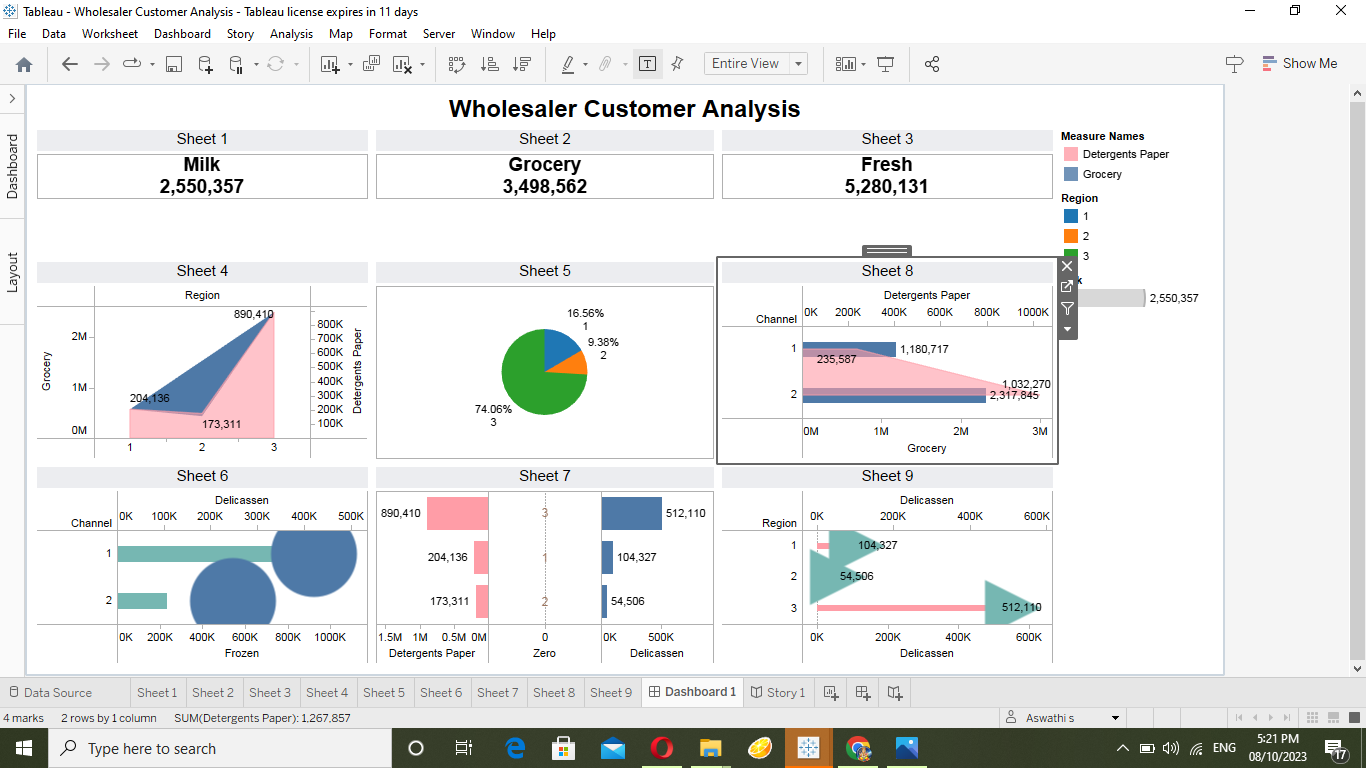 Tableau - Wholesaler Customer Analysis - Tableau license expires in 11 days
File Data Worksheet Dashboard Story Analysis Map Format Server Window Help
Entire View
Show Me
Dashboard
Layout
Wholesaler Customer Analysis
Sheet 1
Milk
2,550,357
Sheet 2
Grocery
3,498,562
Sheet 3
Fresh
5,280,131
Measure Names
Detergents Paper
Grocery
Region
1
2
3
k
2,550,357
Sheet 4
Region
890,410
204,136
173,311
2M
1M
0M
Grocery
800K
700K
600K
500K
400K
300K
200K
100K
Detergents Paper
1 2 3
Sheet 5
16.56%
1
9.38%
2
74.06%
3
Sheet 8
Detergents Paper
0K 200K 400K 600K 800K 1000K
Channel
1
1,180,717
235,587
1,032,270
2
2,317,845
0M 1M 2M 3M
Grocery
Sheet 6
Delicassen
0K 100K 200K 300K 400K 500K
Channel
1
2
0K 200K 400K 600K 800K 1000K
Frozen
Sheet 7
890,410 3 512,110
204,136 1 104,327
173,311 2 54,506
1.5M 1M 0.5M 0M 0 0K 500K
Detergents Paper Zero Delicassen
Sheet 9
Delicassen
0K 200K 400K 600K
Region
1 104,327
2 54,506
3 512,110
0K 200K 400K 600K
Delicassen
Data Source Sheet 1 Sheet 2 Sheet 3 Sheet 4 Sheet 5 Sheet 6 Sheet 7 Sheet 8 Sheet 9 Dashboard 1 Story 1
4 marks 2 rows by 1 column SUM(Detergents Paper): 1,267,857
Aswathi s
Type here to search
ENG
5:21 PM
08/10/2023
17